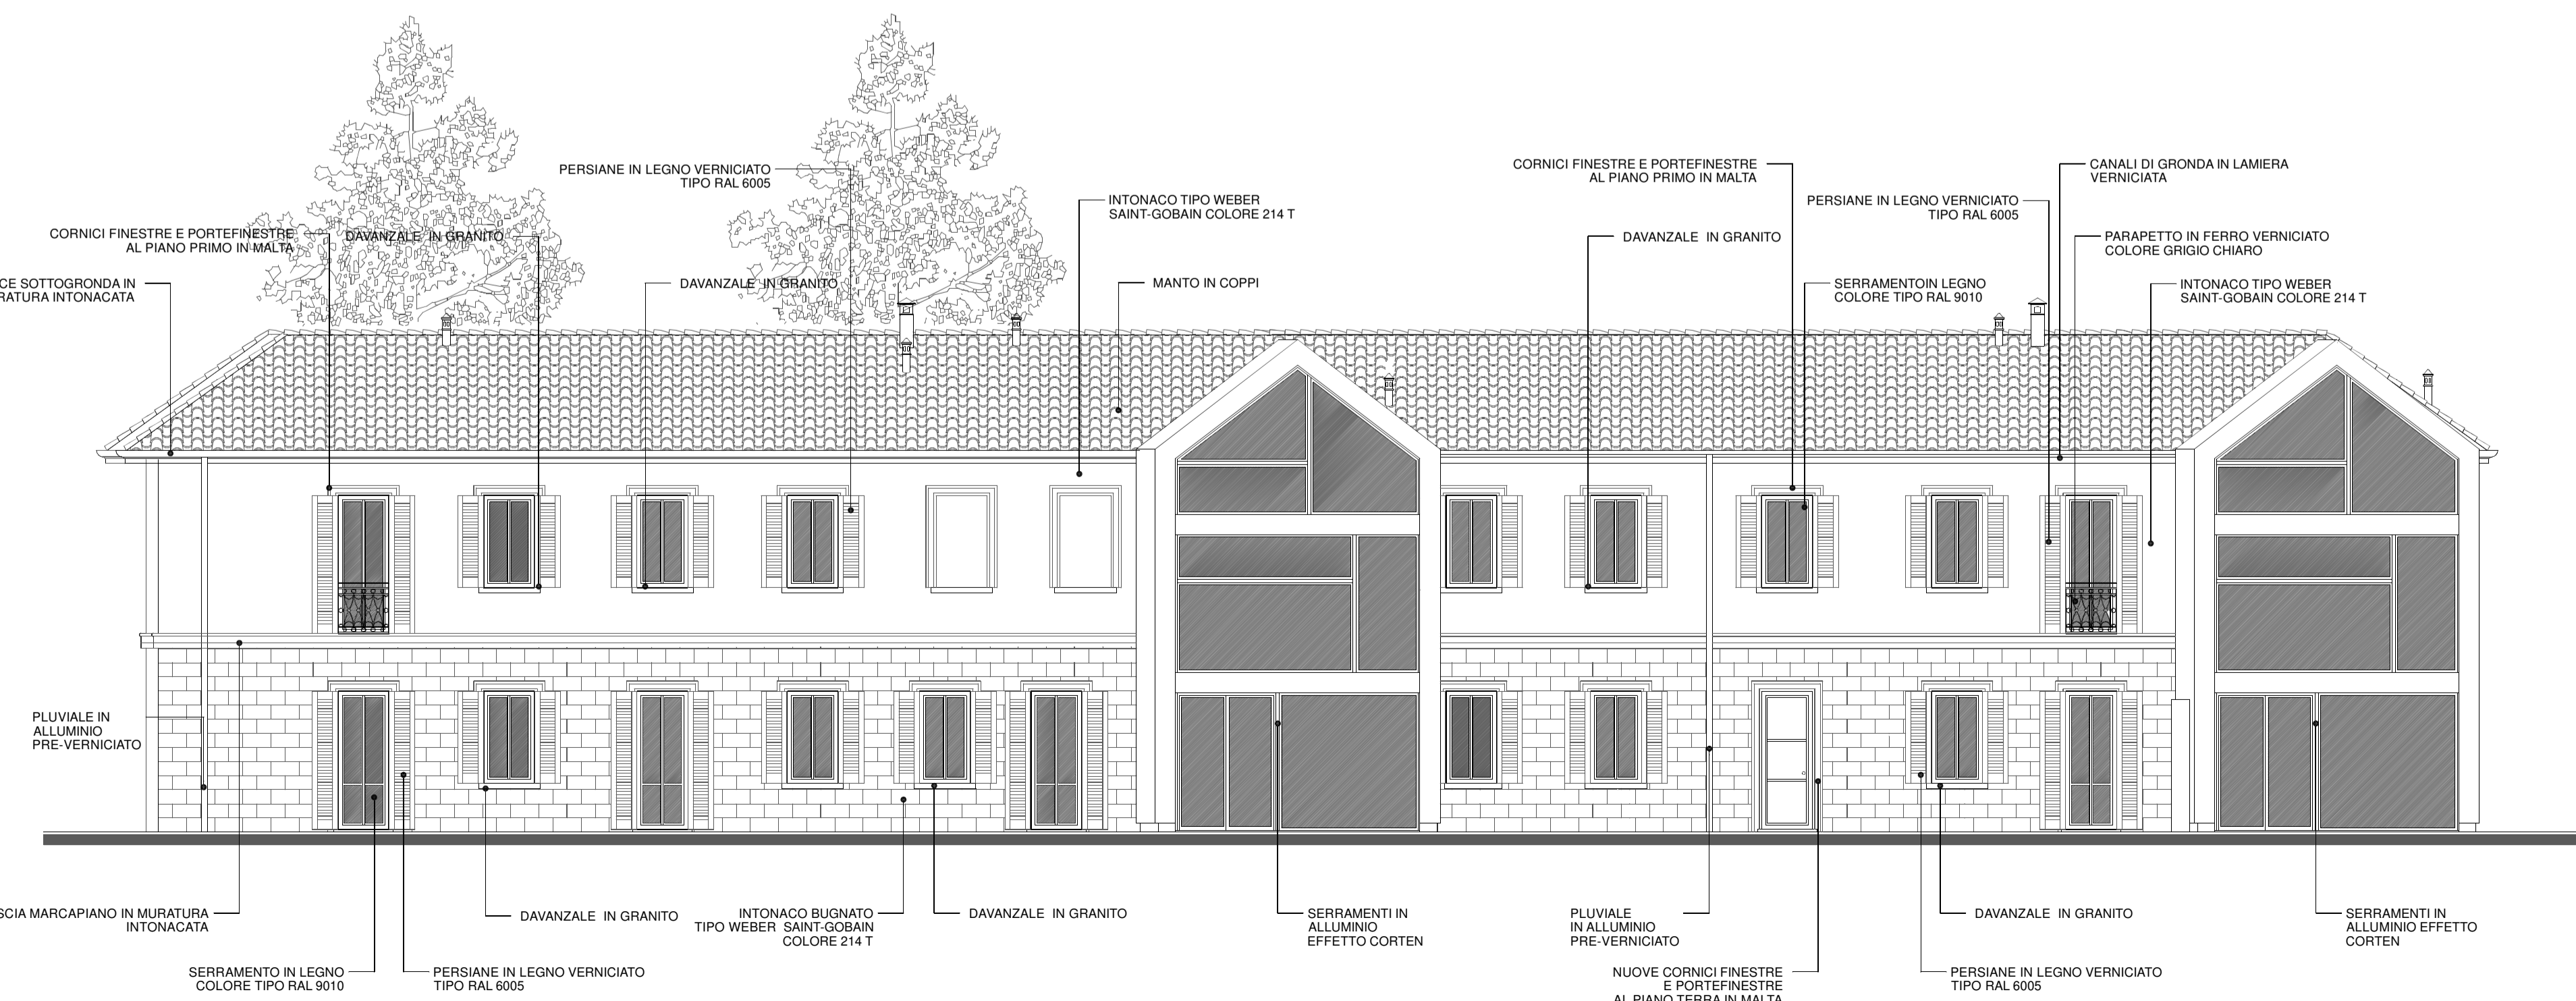 PERSIANE IN LEGNO VERNICIATO
TIPO RAL 6005
CORNICI FINESTRE E PORTEFINESTRE
AL PIANO PRIMO IN MALTA
CANALI DI GRONDA IN LAMIERA
VERNICIATA
INTONACO TIPO WEBER
SAINT-GOBAIN COLORE 214 T
PERSIANE IN LEGNO VERNICIATO
TIPO RAL 6005
CORNICI FINESTRE E PORTEFINESTRE
AL PIANO PRIMO IN MALTA
DAVANZALE IN GRANITO
DAVANZALE IN GRANITO
PARAPETTO IN FERRO VERNICIATO
COLORE GRIGIO CHIARO
CE SOTTOGRONDA IN
RATURA INTONACATA
DAVANZALE IN GRANITO
MANTO IN COPPI
SERRAMENTOIN LEGNO
COLORE TIPO RAL 9010
INTONACO TIPO WEBER
SAINT-GOBAIN COLORE 214 T
PLUVIALE IN
ALLUMINIO
PRE-VERNICIATO
SCIA MARCAPIANO IN MURATURA
INTONACATA
DAVANZALE IN GRANITO
INTONACO BUGNATO
TIPO WEBER SAINT-GOBAIN
COLORE 214 T
DAVANZALE IN GRANITO
SERRAMENTI IN
ALLUMINIO
EFFETTO CORTEN
PLUVIALE
IN ALLUMINIO
PRE-VERNICIATO
DAVANZALE IN GRANITO
SERRAMENTI IN
ALLUMINIO EFFETTO
CORTEN
SERRAMENTO IN LEGNO
COLORE TIPO RAL 9010
PERSIANE IN LEGNO VERNICIATO
TIPO RAL 6005
NUOVE CORNICI FINESTRE
E PORTEFINESTRE
AL PIANO TERRA IN MALTA
PERSIANE IN LEGNO VERNICIATO
TIPO RAL 6005